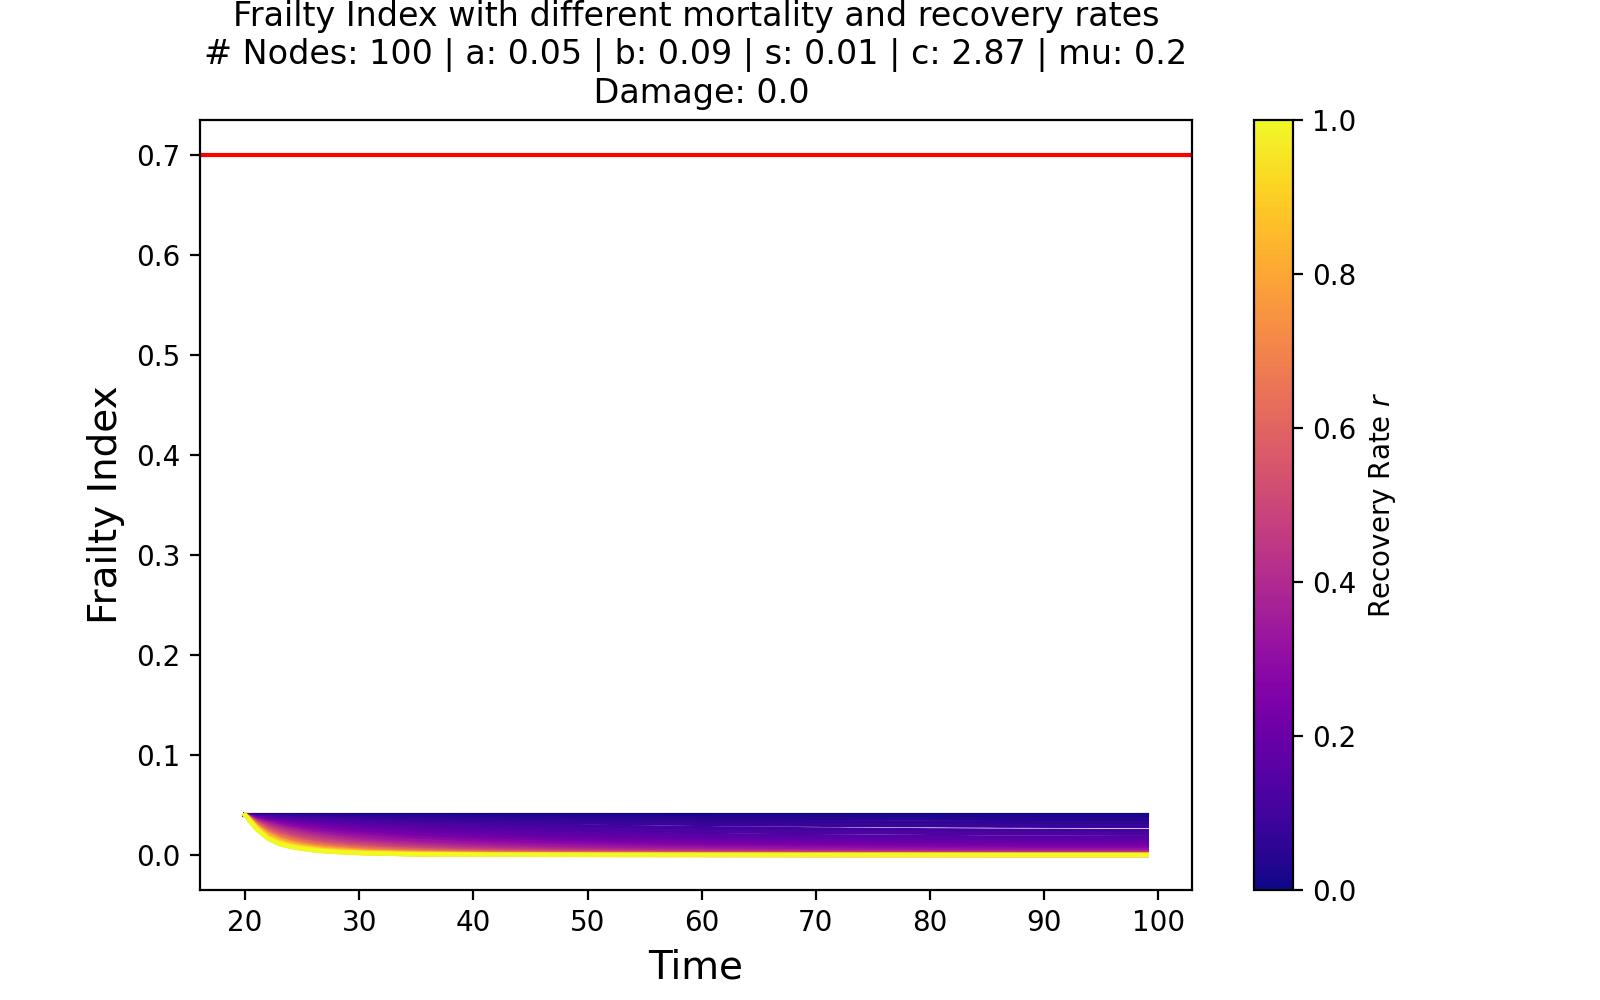 Frailty Index with different mortality and recovery rates
# Nodes: 100 | a: 0.05 | b: 0.09 | s: 0.01 | c: 2.87 | mu: 0.2
Damage: 0.0
Frailty Index
0.7
0.6
0.5
0.4
0.3
0.2
0.1
0.0
20 30 40 50 60 70 80 90 100
Time
1.0
0.8
0.6
0.4
0.2
0.0
Recovery Rate r